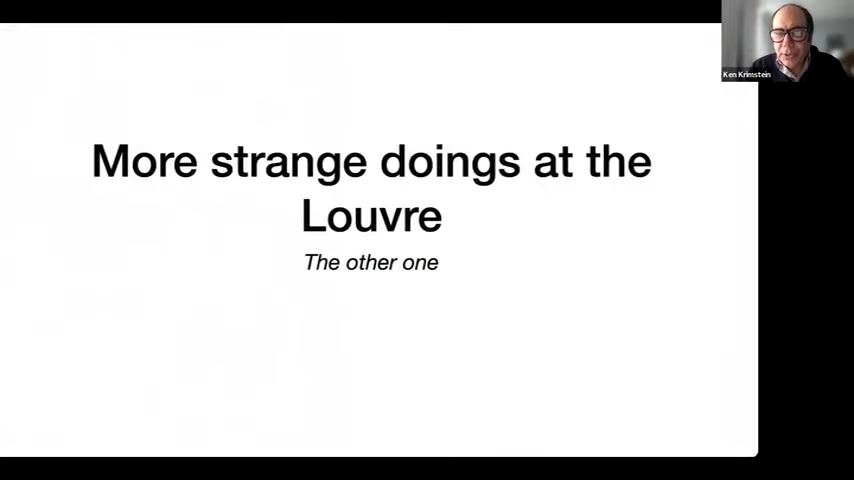 Ken Krimstein
More strange doings at the
Louvre
The other one